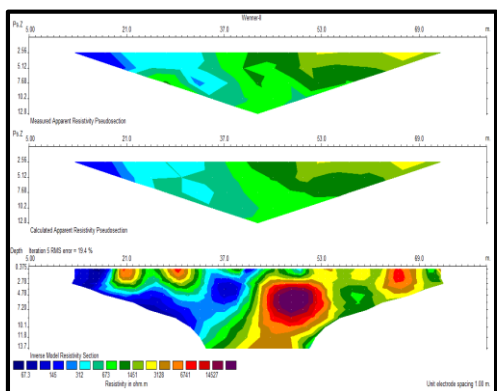 Wenner-8
Ps.Z 5.00 21.0 37.0 53.0 69.0 m.
2.56
5.12
7.68
10.2
12.8
Measured Apparent Resistivity Pseudosection
Ps.Z 5.00 21.0 37.0 53.0 69.0 m.
2.56
5.12
7.68
10.2
12.8
Calculated Apparent Resistivity Pseudosection
Depth Iteration 5 RMS error = 19.4 %
5.00 21.0 37.0 53.0 69.0 m.
0.375
2.78
4.78
7.28
10.1
13.7
Inverse Model Resistivity Section
67.3 145 312 673 1451 3128 6741 14527
Resistivity in ohm.m
Unit electrode spacing 1.00 m.